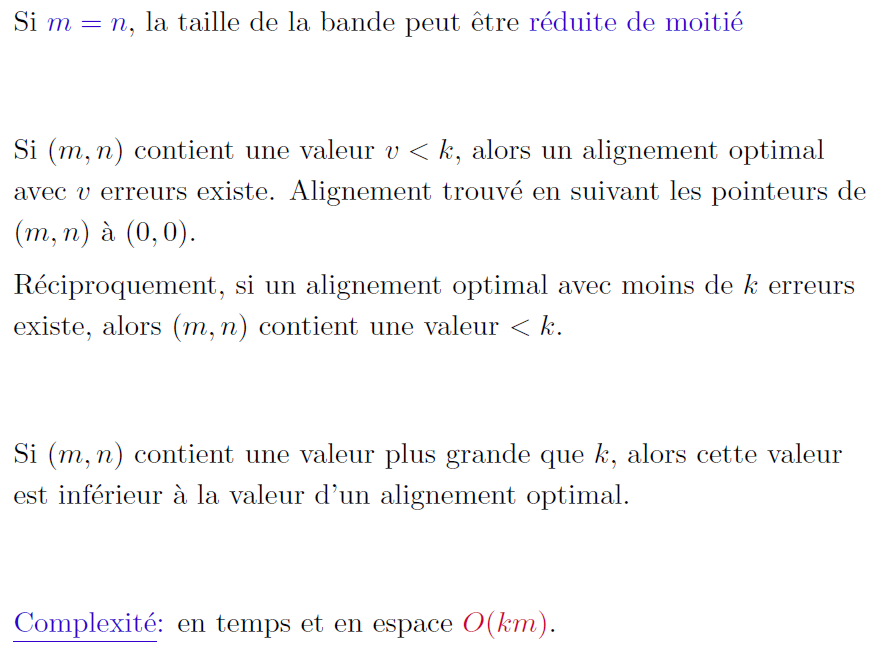 Si m = n, la taille de la bande peut être réduite de moitié
Si (m, n) contient une valeur v < k, alors un alignement optimal
avec v erreurs existe. Alignement trouvé en suivant les pointeurs de
(m, n) à (0, 0).
Réciproquement, si un alignement optimal avec moins de k erreurs
existe, alors (m, n) contient une valeur < k.
Si (m, n) contient une valeur plus grande que k, alors cette valeur
est inférieur à la valeur d'un alignement optimal.
Complexité: en temps et en espace O(km).